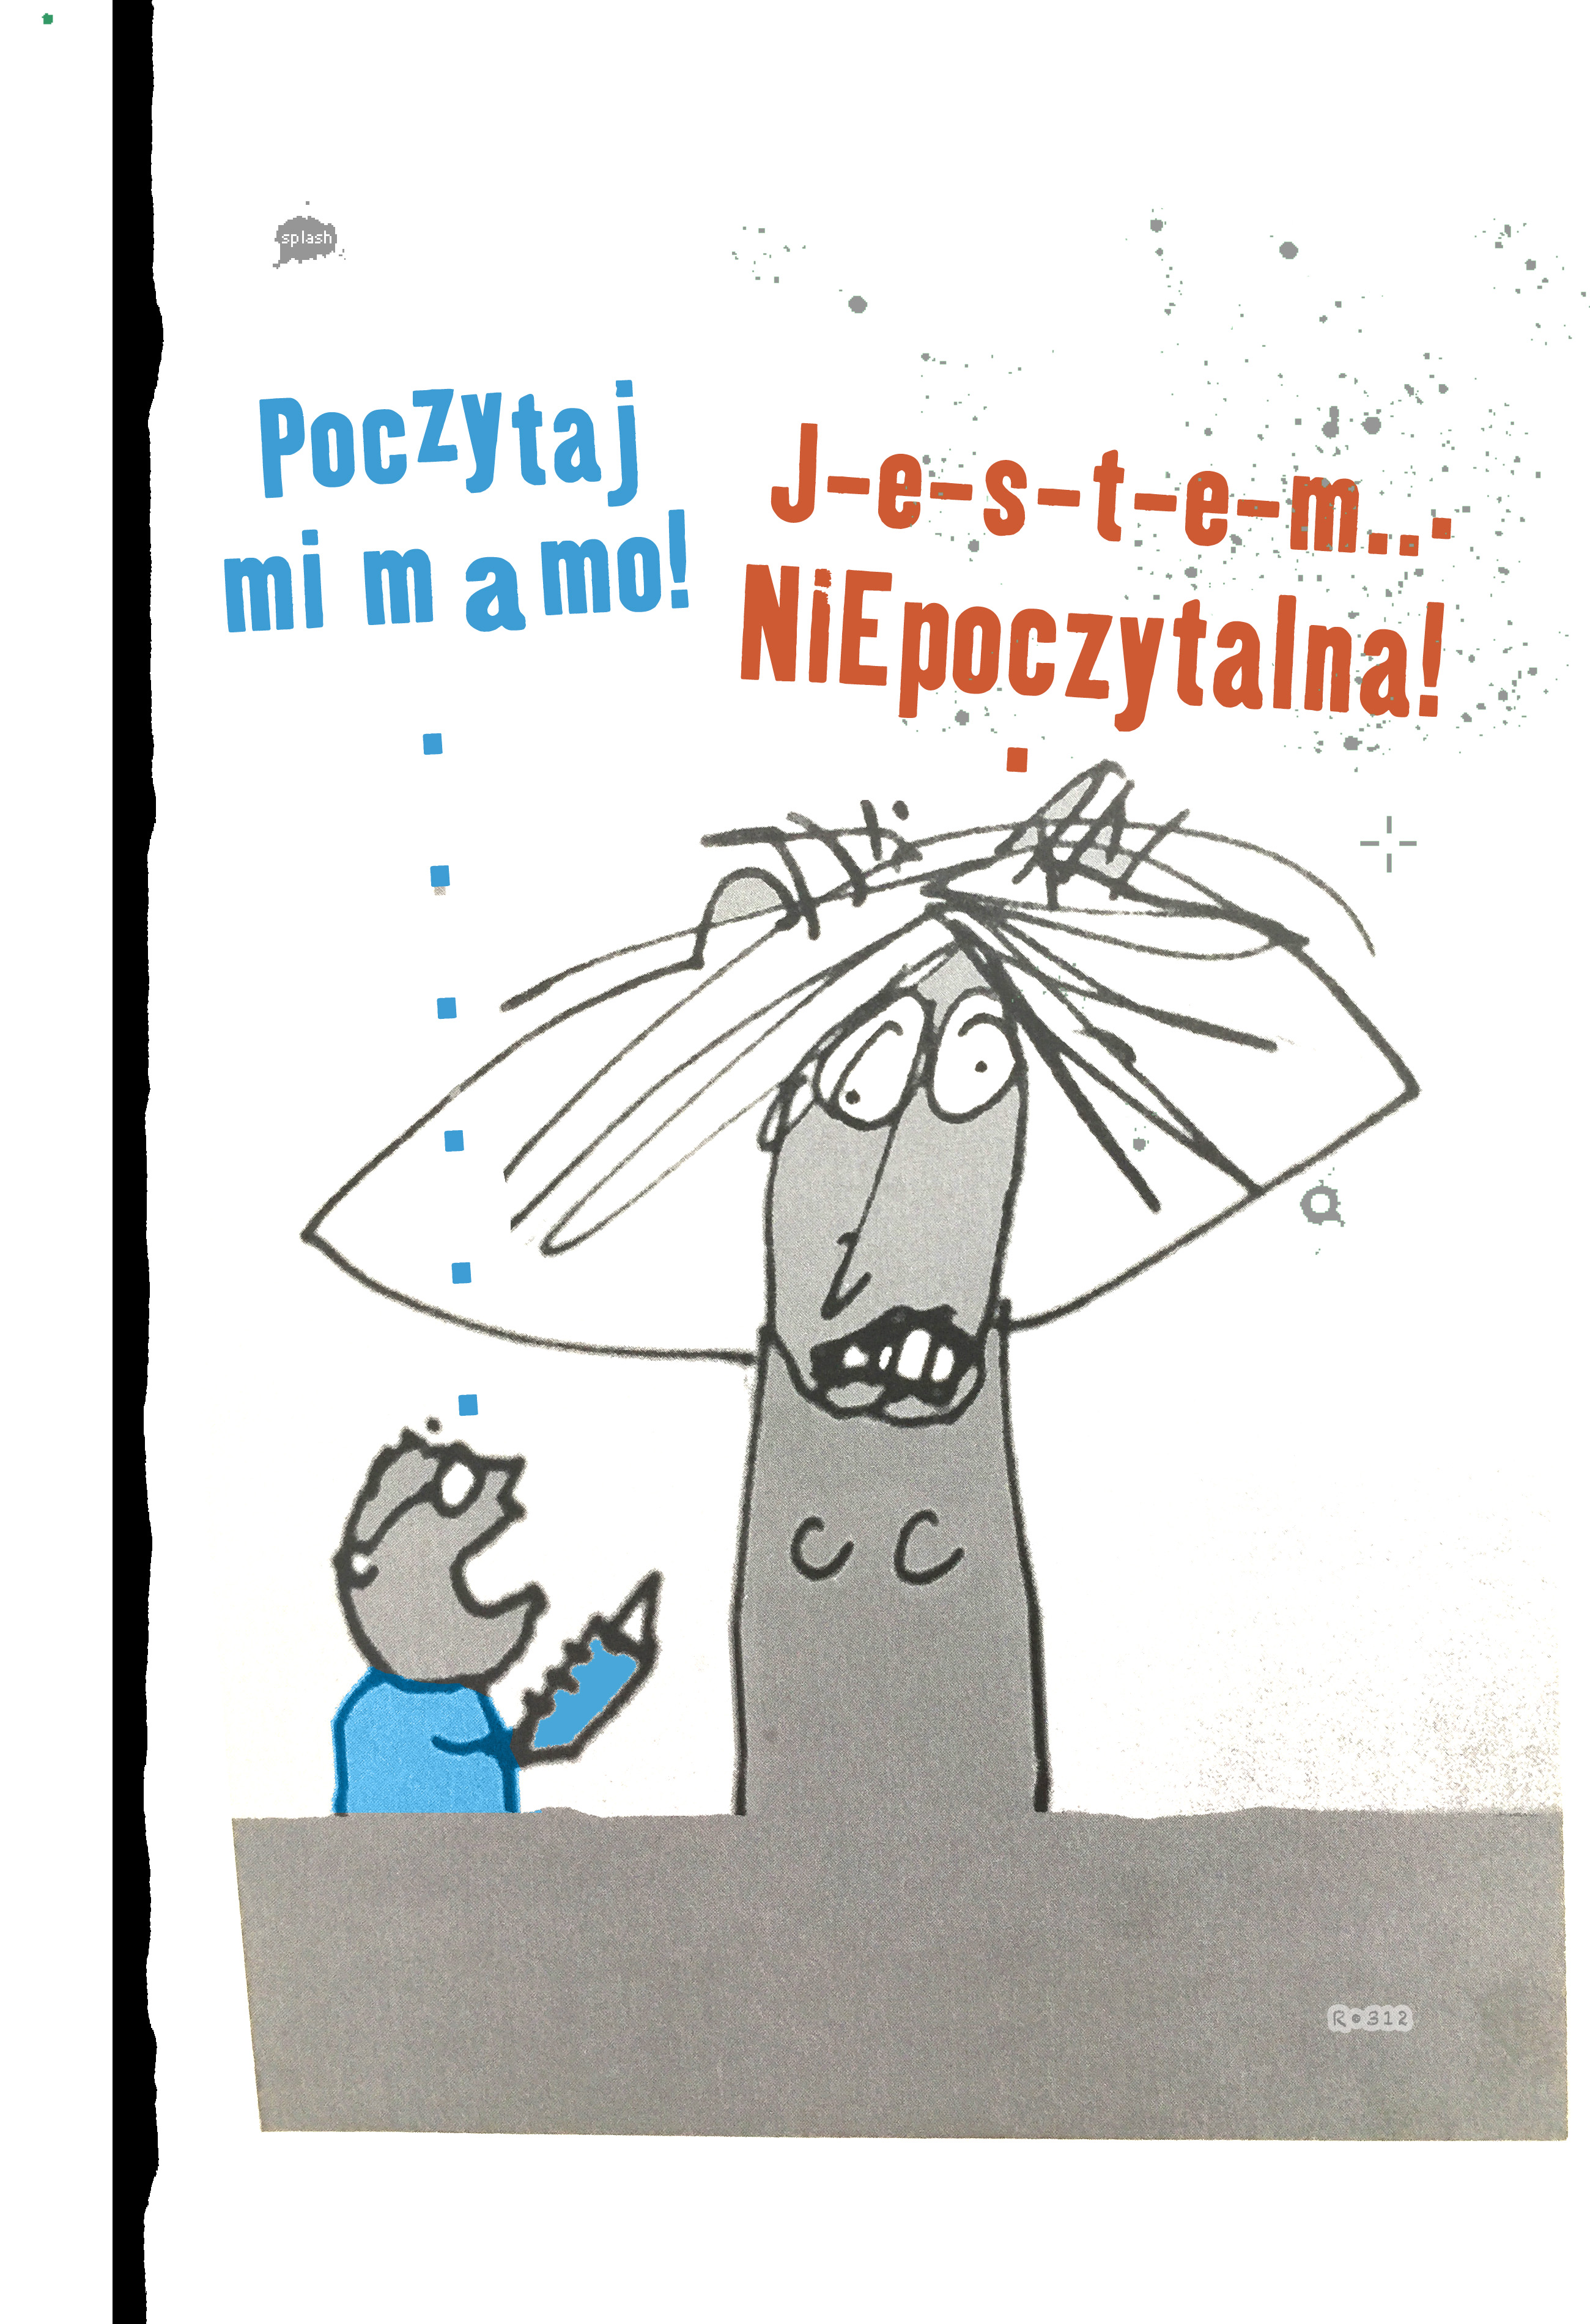 splash
Poczytaj
mi mamo!
J-e-s-t-e-m...
NiEpoczytalna!
R•312